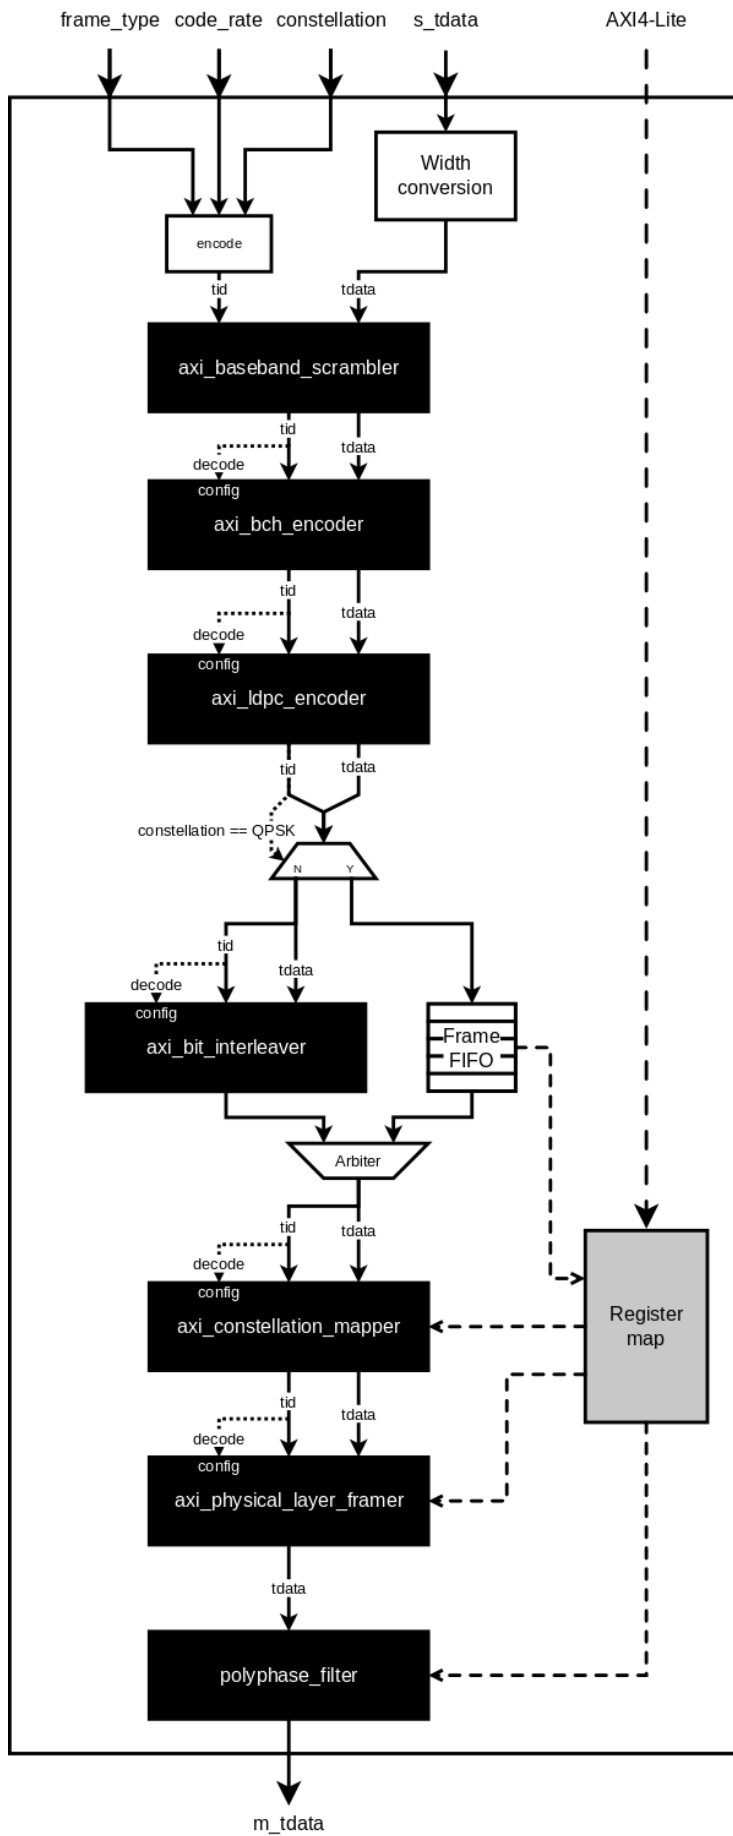 frame_type code_rate constellation s_tdata AXI4-Lite
Width
conversion
encode
tid tdata
axi_baseband_scrambler
tid
tdata
decode
config
axi_bch_encoder
tid
tdata
decode
config
axi_ldpc_encoder
tid tdata
constellation == QPSK
N Y
tid
tdata
decode
config
axi_bit_interleaver
Frame
FIFO
Arbiter
tid
tdata
decode
config
axi_constellation_mapper
Register
map
tid
tdata
decode
config
axi_physical_layer_framer
tdata
polyphase_filter
m_tdata